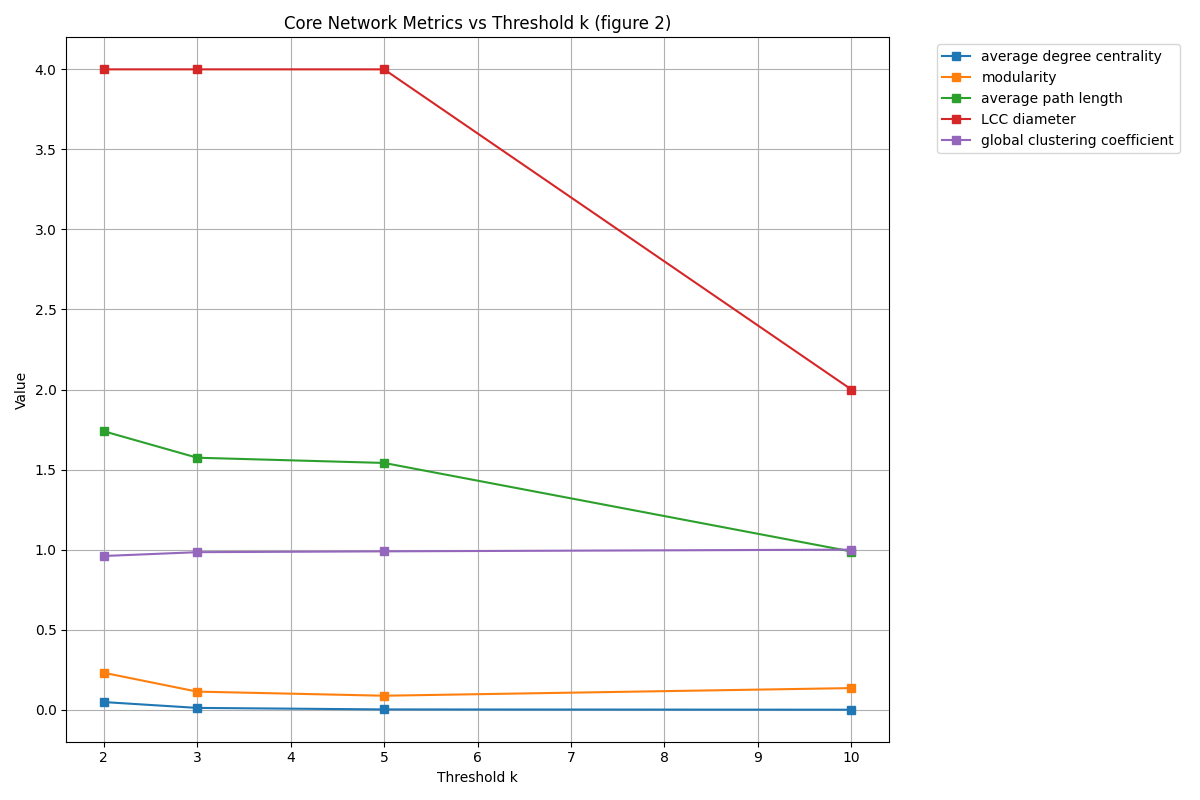 Core Network Metrics vs Threshold k (figure 2)
average degree centrality
modularity
average path length
LCC diameter
global clustering coefficient
Value
4.0
3.5
3.0
2.5
2.0
1.5
1.0
0.5
0.0
2 3 4 5 6 7 8 9 10
Threshold k